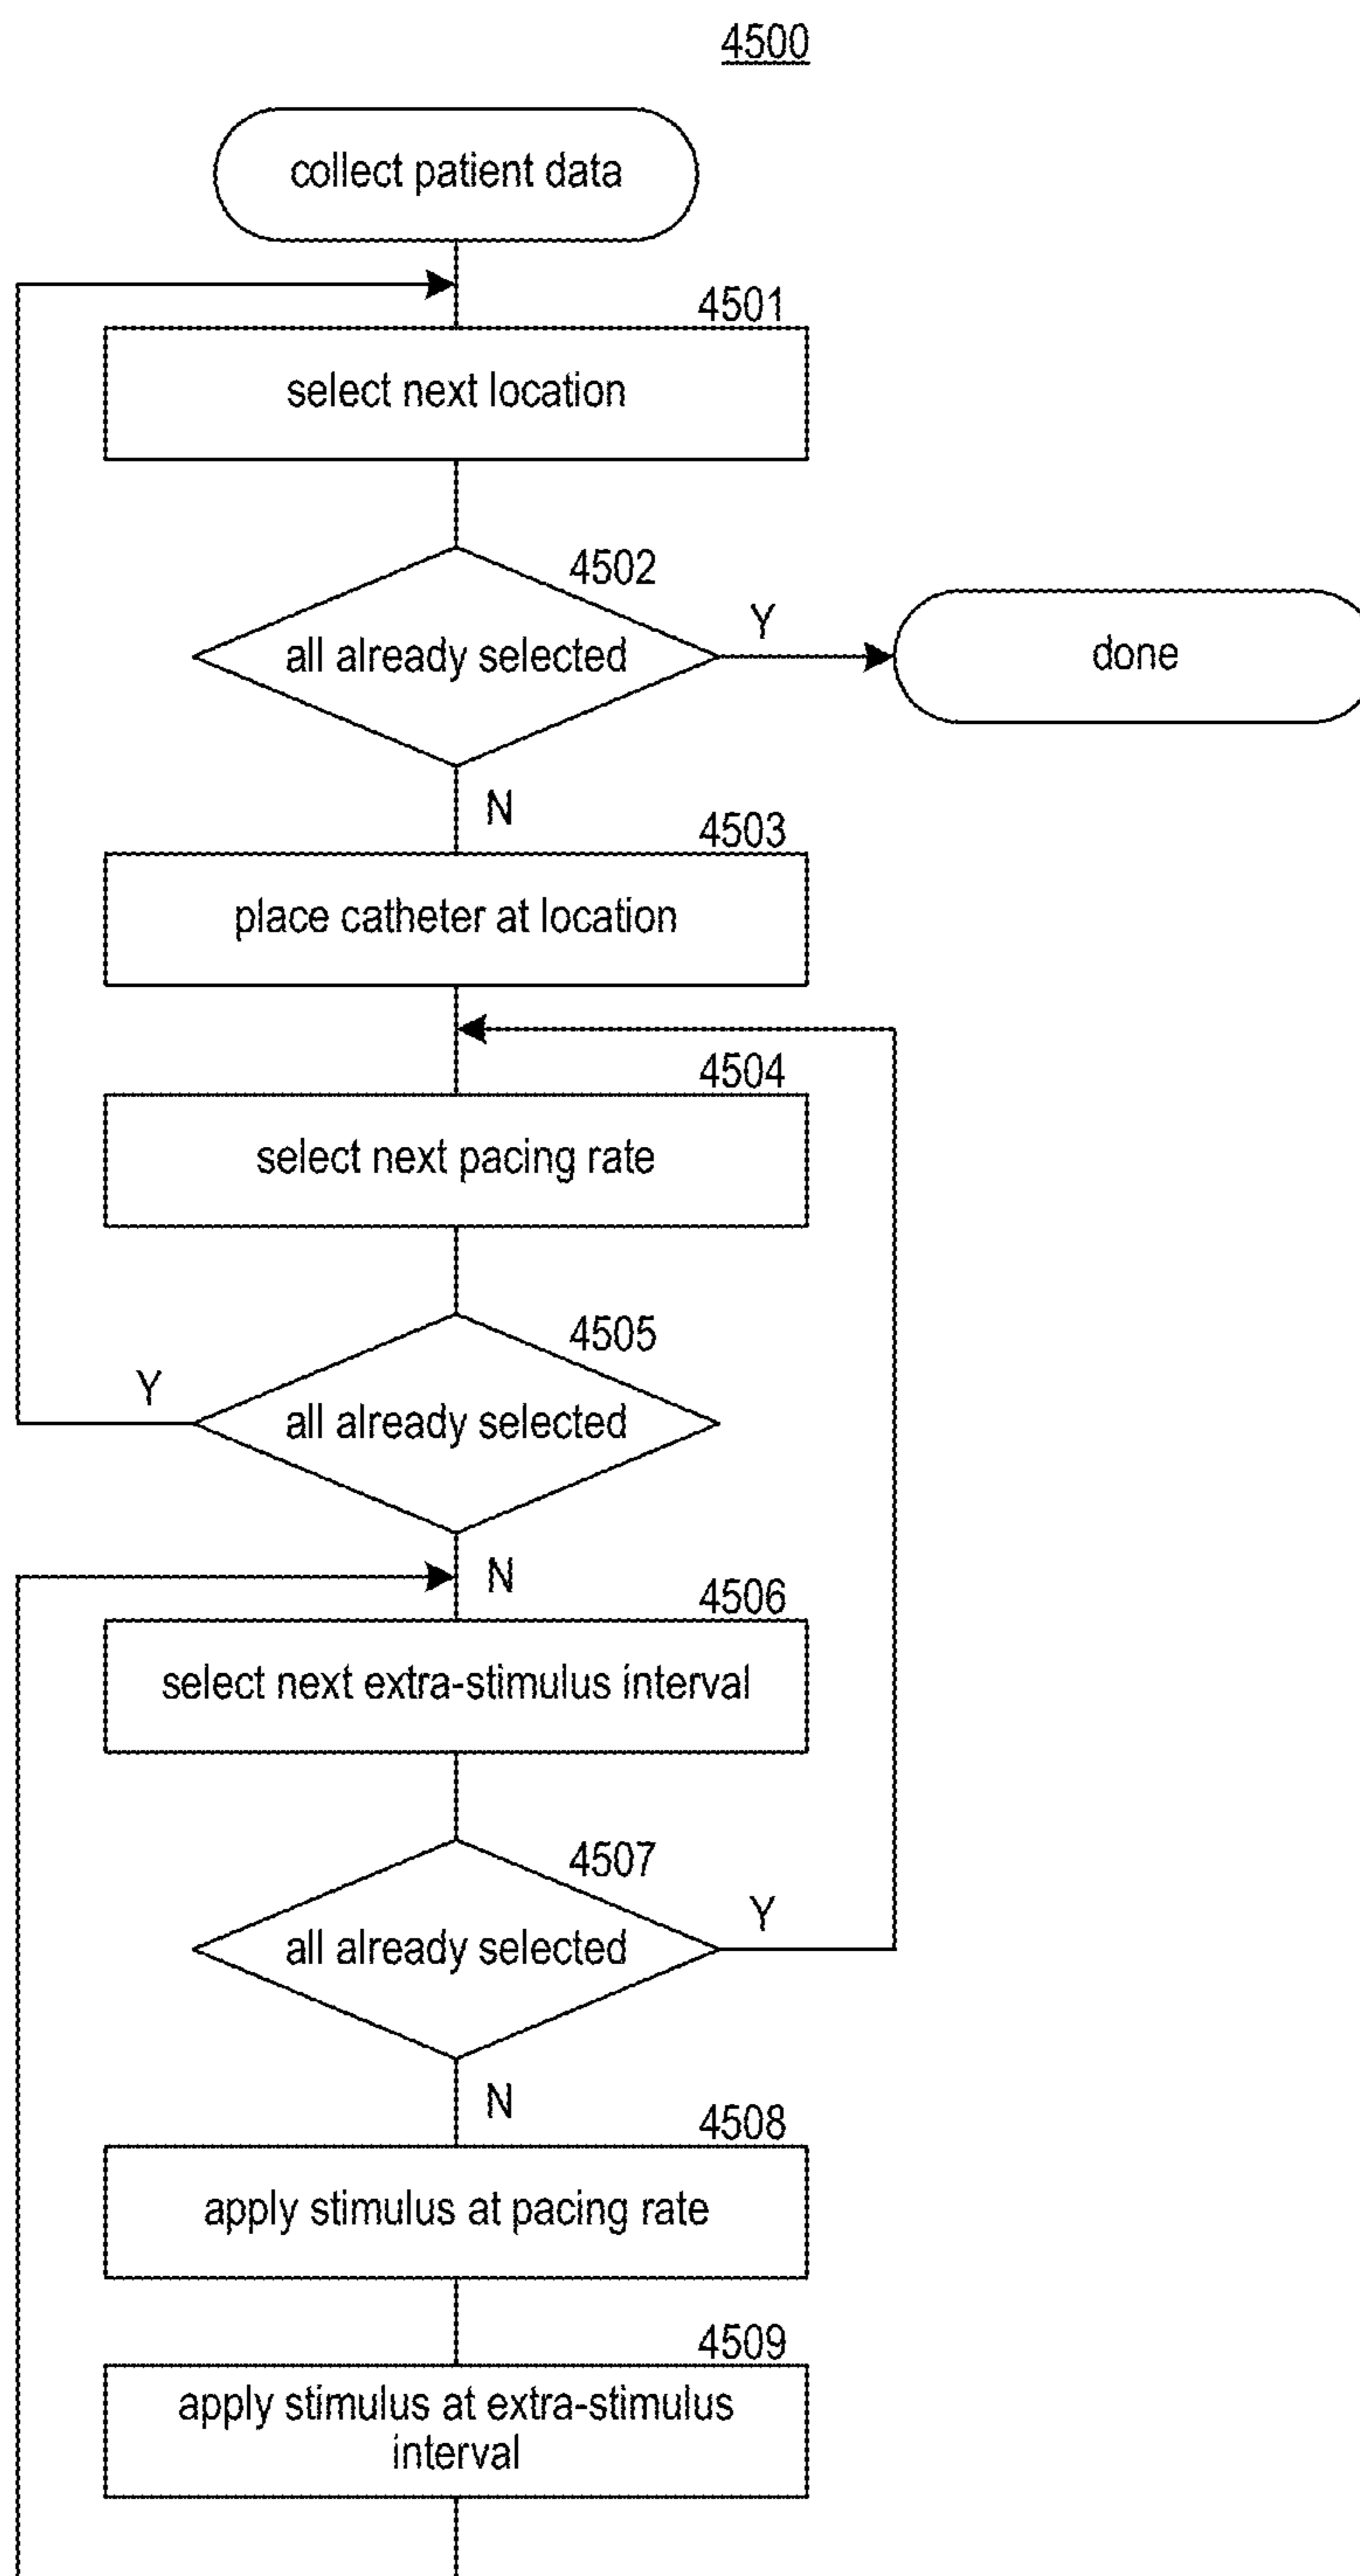 4500
collect patient data
4501
select next location
4502
all already selected
Y
done
N
4503
place catheter at location
4504
select next pacing rate
4505
Y
all already selected
N
4506
select next extra-stimulus interval
4507
all already selected
Y
N
4508
apply stimulus at pacing rate
4509
apply stimulus at extra-stimulus
interval